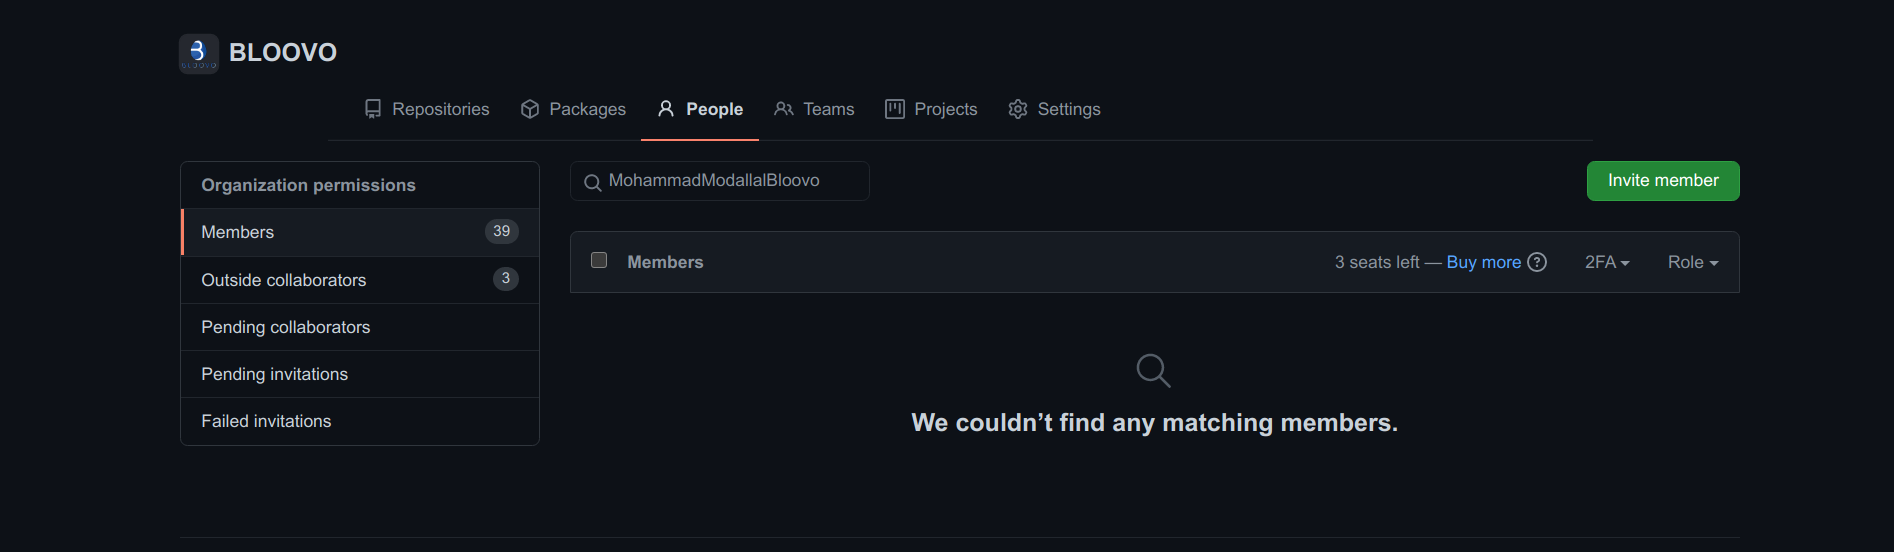 BLOOVO
Repositories Packages People Teams Projects Settings
Organization permissions
Members 39
Outside collaborators 3
Pending collaborators
Pending invitations
Failed invitations
MohammadModallalBloovo
Invite member
Members 3 seats left — Buy more 2FA Role
We couldn’t find any matching members.